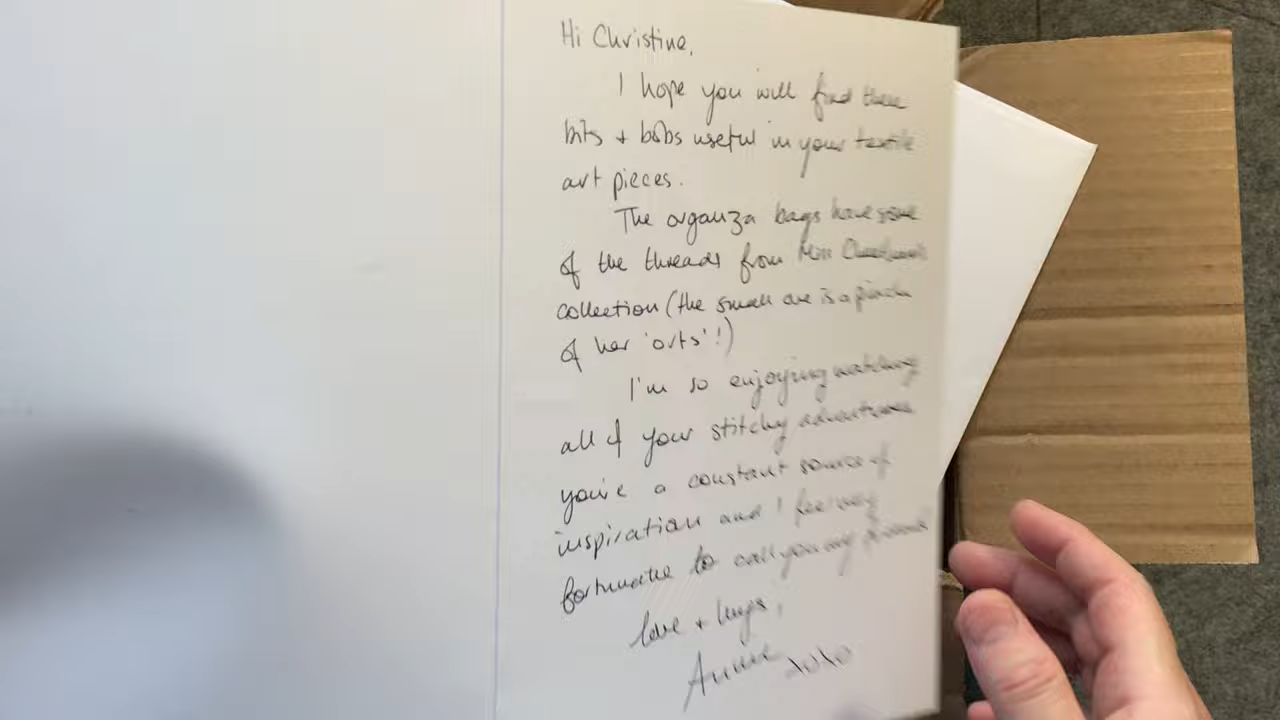 Hi Christine,
I hope you will find these
bits + bobs useful in your textile
art pieces.
The organza bags have some
of the threads from Miss
collection (the small one is a pinch
of her 'orts'!)
I'm so enjoying watching
all of your stitchy adventures
you're a constant source of
inspiration and I feel very
fortunate to call you my friend
love + hugs,
Annie xoxo